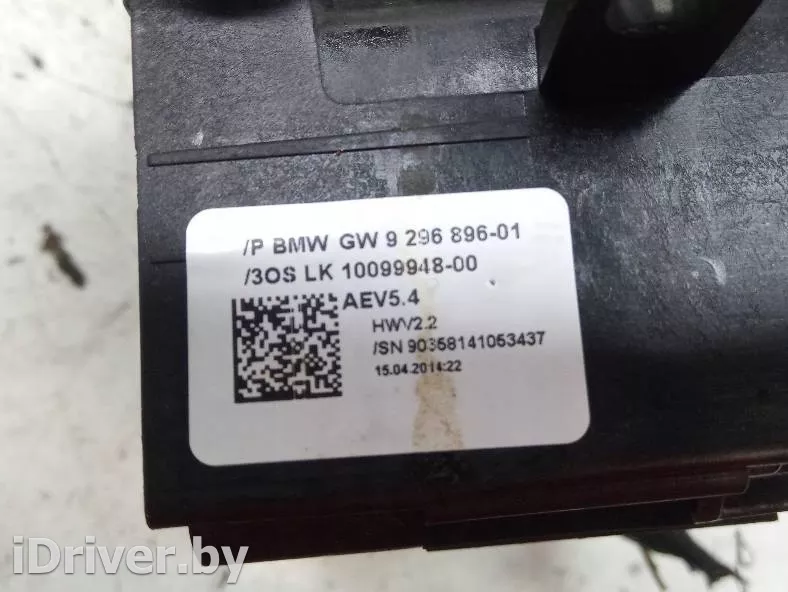 /P BMW GW 9 296 896-01
/3OS LK 10099948-00
AEV5.4
HWV2.2
/SN 90358141053437
15.04.2014:22
iDriver.by